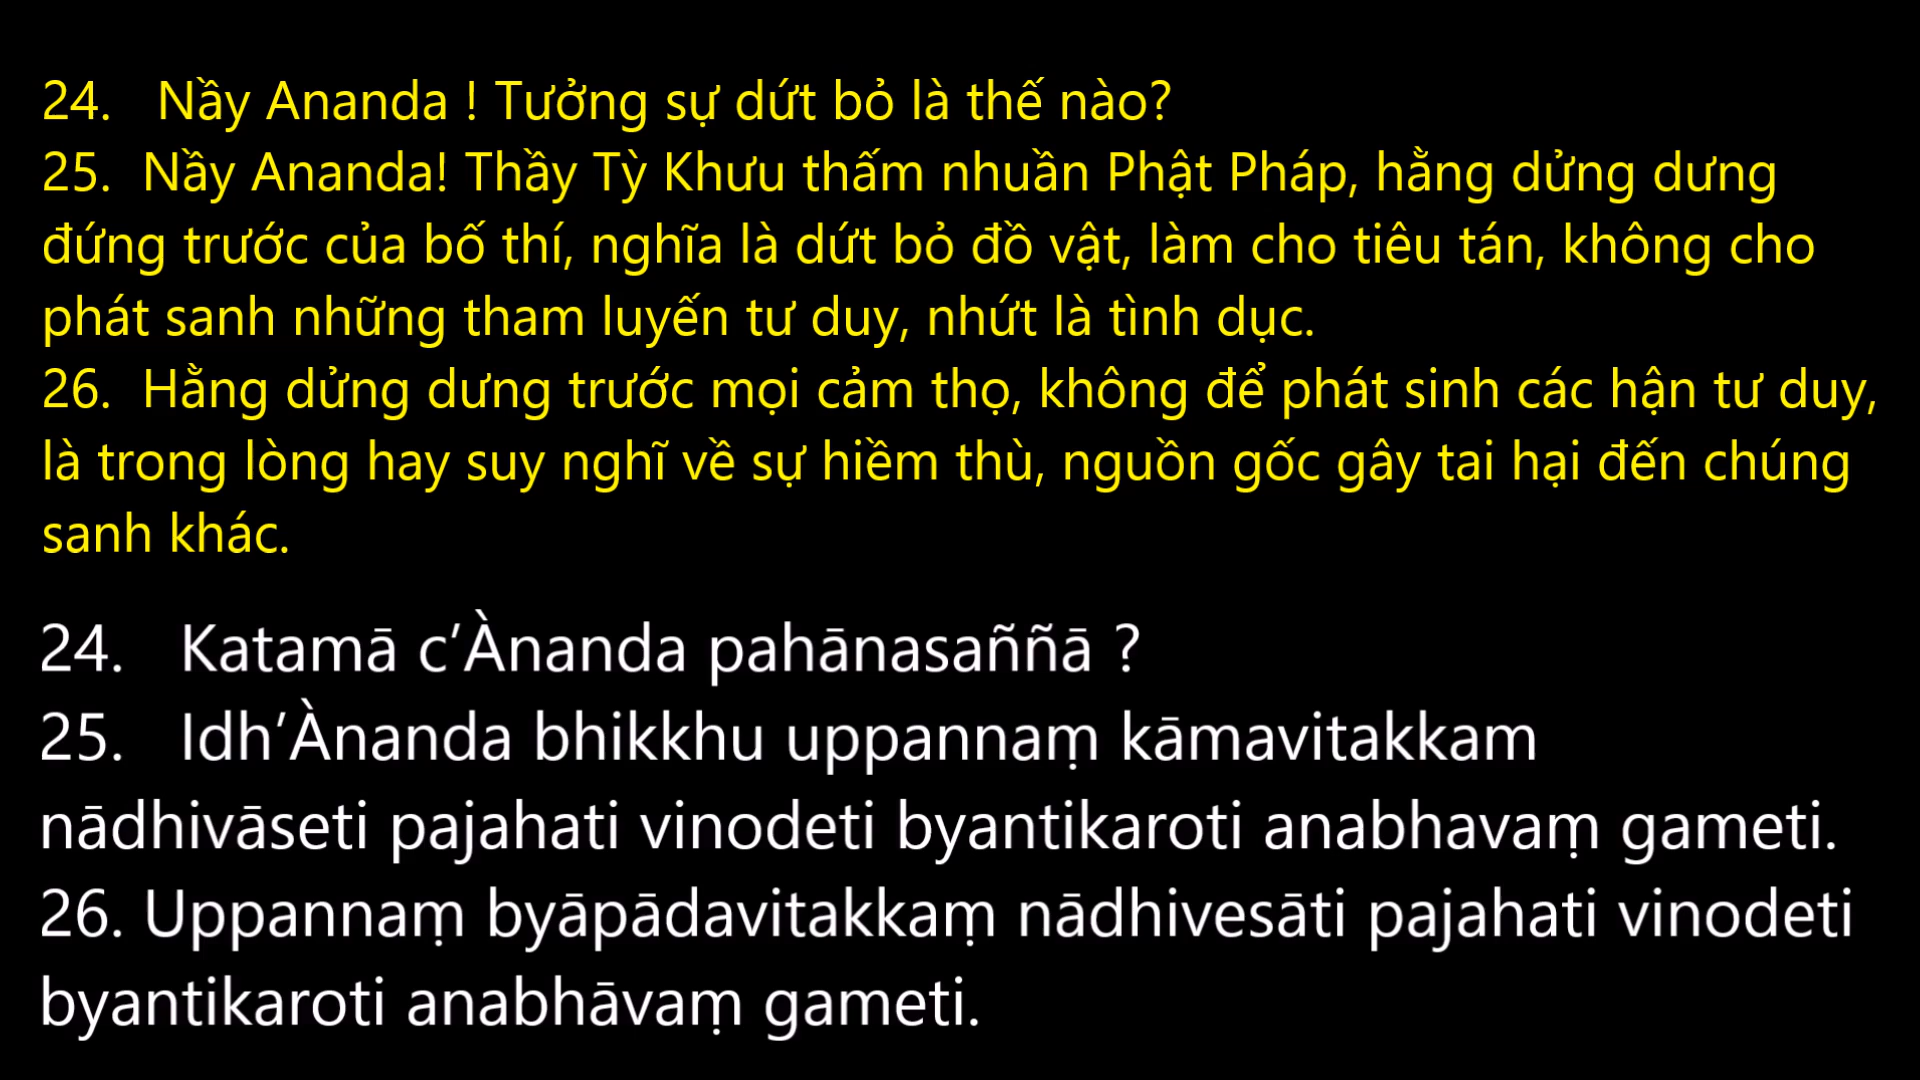 24. Nầy Ananda ! Tưởng sự dứt bỏ là thế nào?
25. Nầy Ananda! Thầy Tỳ Khưu thấm nhuần Phật Pháp, hằng dửng dưng
đứng trước của bố thí, nghĩa là dứt bỏ đồ vật, làm cho tiêu tán, không cho
phát sanh những tham luyến tư duy, nhứt là tình dục.
26. Hằng dửng dưng trước mọi cảm thọ, không để phát sinh các hận tư duy,
là trong lòng hay suy nghĩ về sự hiềm thù, nguồn gốc gây tai hại đến chúng
sanh khác.
24. Katamā c’Ànanda pahānasaññā ?
25. Idh’Ànanda bhikkhu uppannaṃ kāmavitakkam
nādhivāseti pajahati vinodeti byantikaroti anabhavaṃ gameti.
26. Uppannaṃ byāpādavitakkaṃ nādhivesāti pajahati vinodeti
byantikaroti anabhāvaṃ gameti.